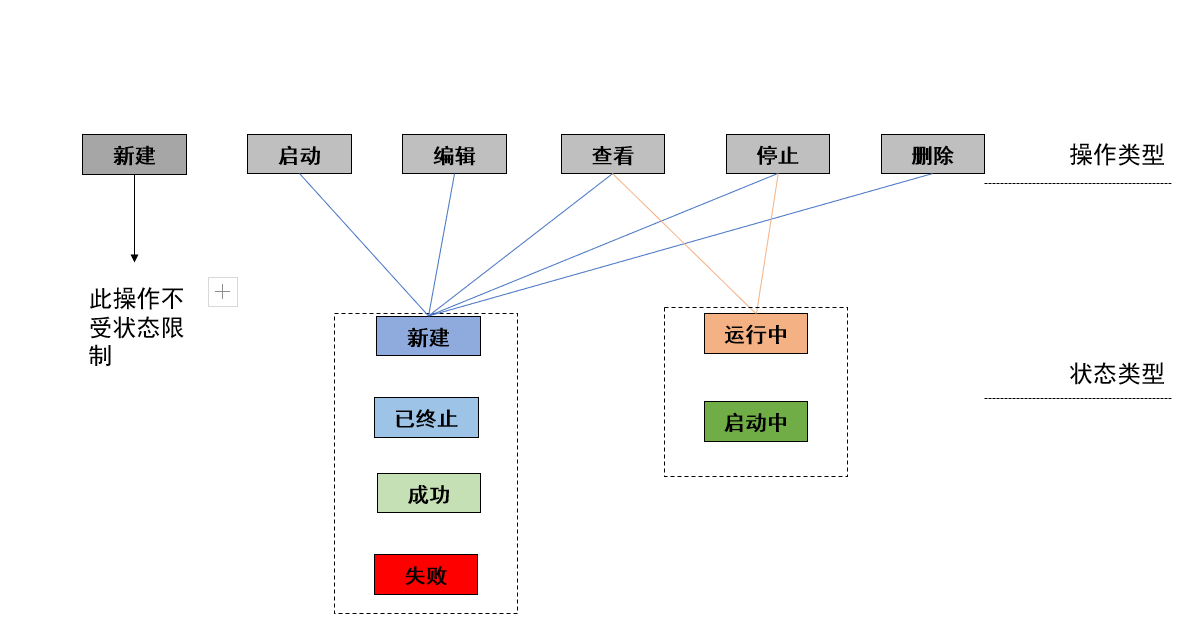 新建
启动
编辑
查看
停止
删除
操作类型
此操作不
受状态限
制
新建
已终止
成功
失败
运行中
启动中
状态类型